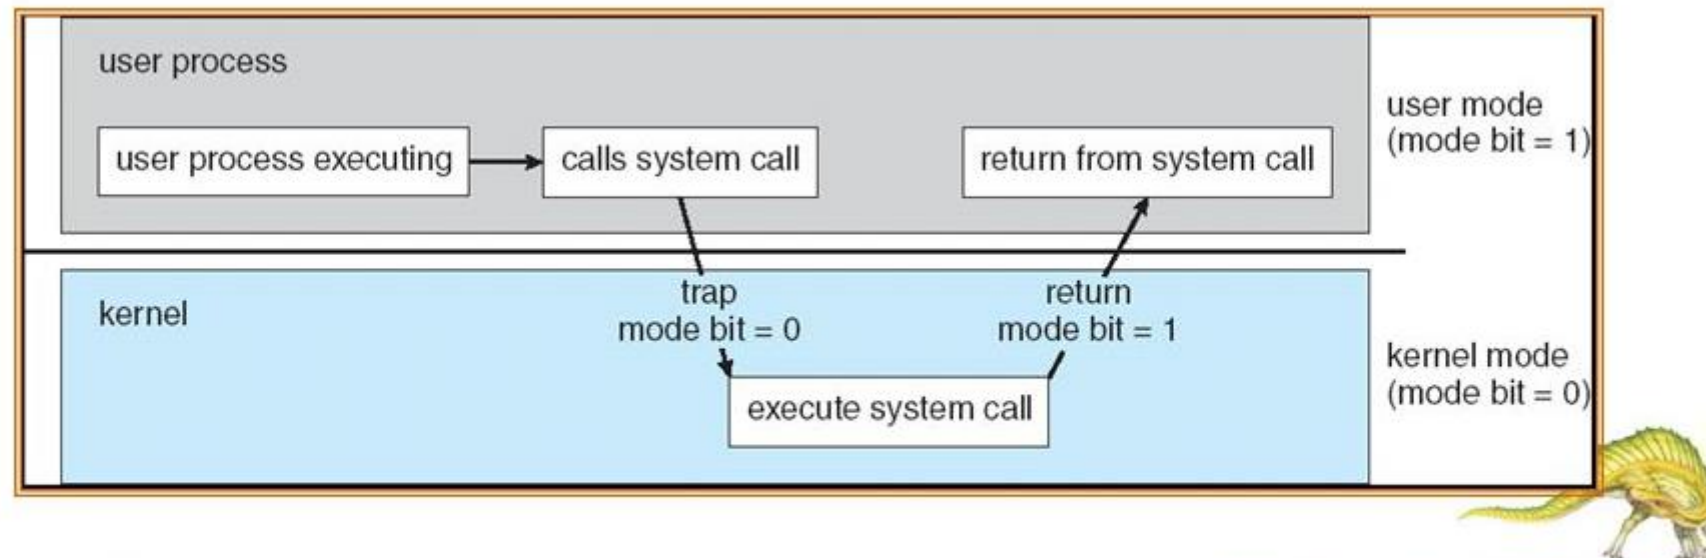 user process
user process executing
calls system call
return from system call
user mode
(mode bit = 1)
kernel
trap
mode bit = 0
return
mode bit = 1
execute system call
kernel mode
(mode bit = 0)